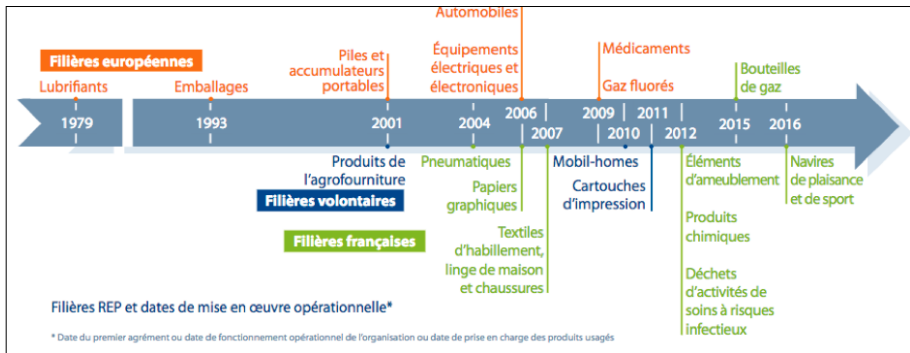 Automobiles
Filières européennes
Piles et
accumulateurs
portables
Équipements
électriques et
électroniques
Médicaments
Bouteilles
de gaz
Lubrifiants
Emballages
Gaz fluorés
1979
1993
2001
2004
2006
2007
2009
2010
2011
2012
2015
2016
Produits de
l'agrofourniture
Pneumatiques
Mobil-homes
Éléments
d'ameublement
Navires
de plaisance
et de sport
Filières volontaires
Papiers
graphiques
Cartouches
d'impression
Filières françaises
Textiles
d'habillement,
linge de maison
et chaussures
Produits
chimiques
Déchets
d'activités de
soins à risques
infectieux
Filières REP et dates de mise en œuvre opérationnelle*
* Date du premier agrément ou date de fonctionnement opérationnel de l'organisation ou date de prise en charge des produits usagés